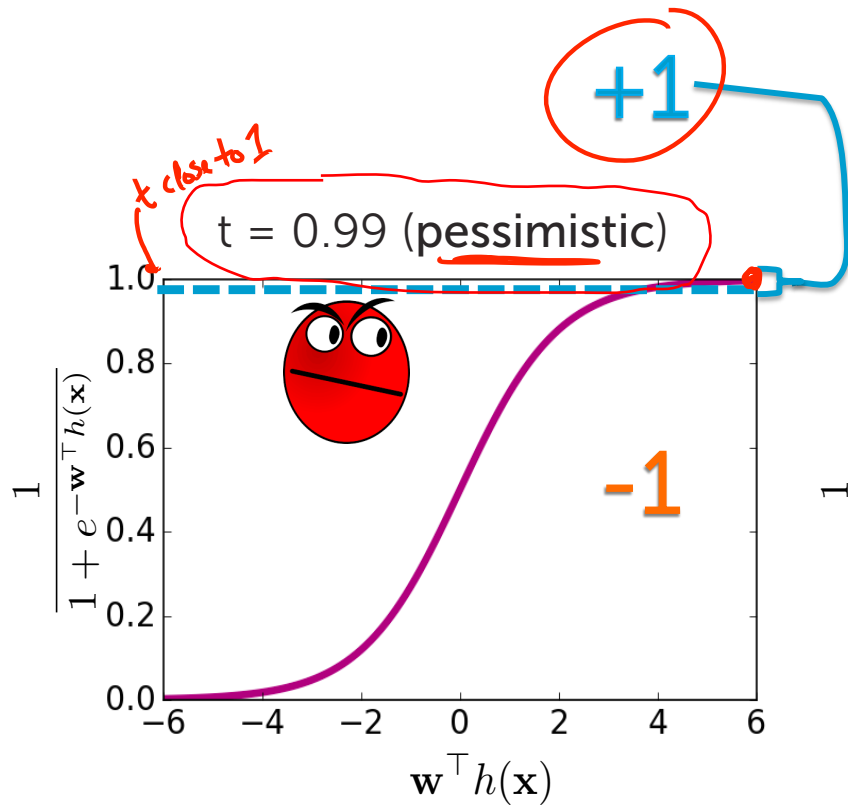 +1
t close to 1
t = 0.99 (pessimistic)
1.0
0.8
0.6
0.4
0.2
0.0
1
1 + e^{-w^⊤ h(x)}
-1
1
−6 −4 −2 0 2 4 6
w^⊤ h(x)